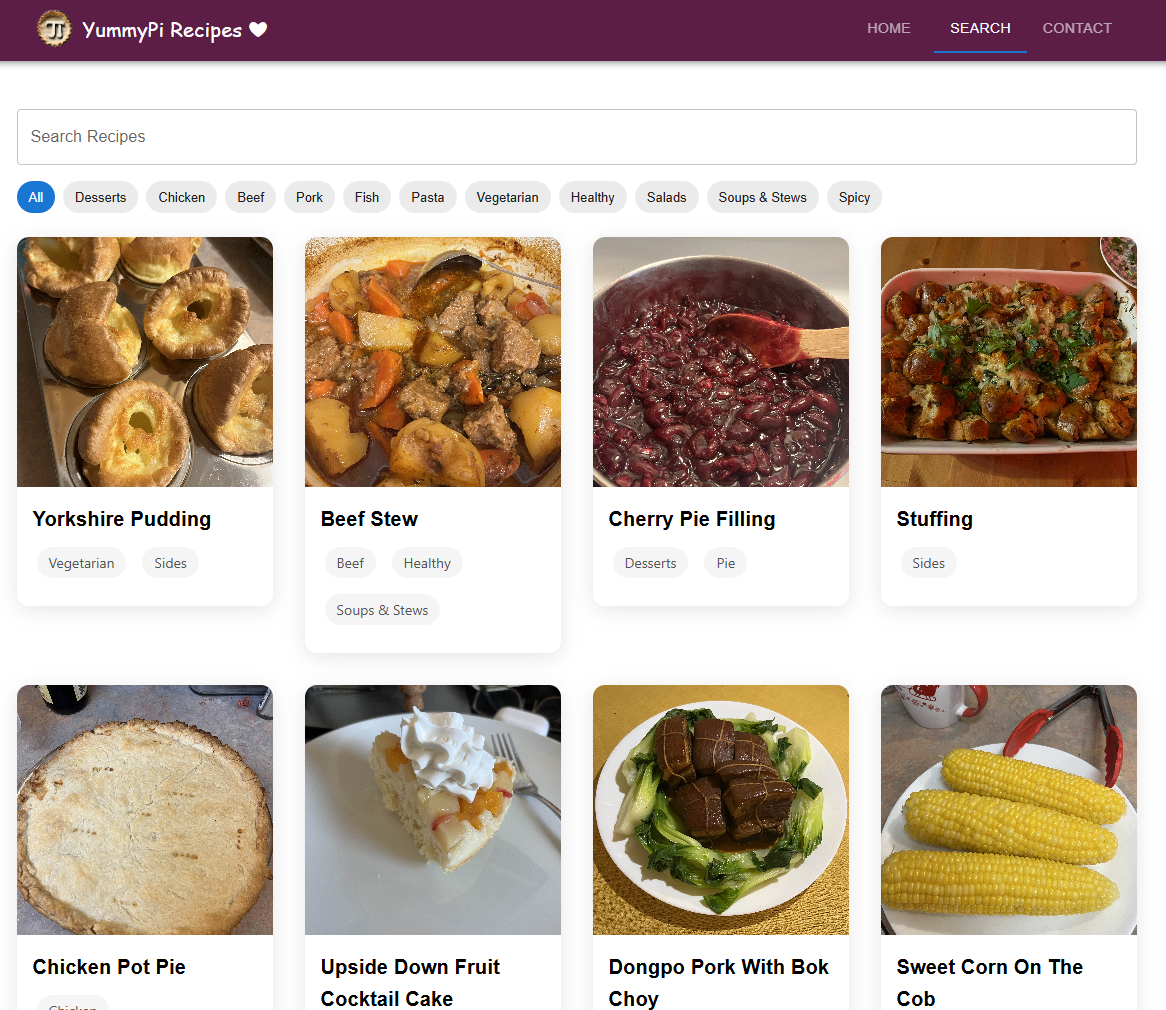 YummyPi Recipes
HOME SEARCH CONTACT
Search Recipes
All Desserts Chicken Beef Pork Fish Pasta Vegetarian Healthy Salads Soups & Stews Spicy
Yorkshire Pudding
Vegetarian Sides
Beef Stew
Beef Healthy
Soups & Stews
Cherry Pie Filling
Desserts Pie
Stuffing
Sides
Chicken Pot Pie
Chicken
Upside Down Fruit
Cocktail Cake
Dongpo Pork With Bok
Choy
Sweet Corn On The
Cob